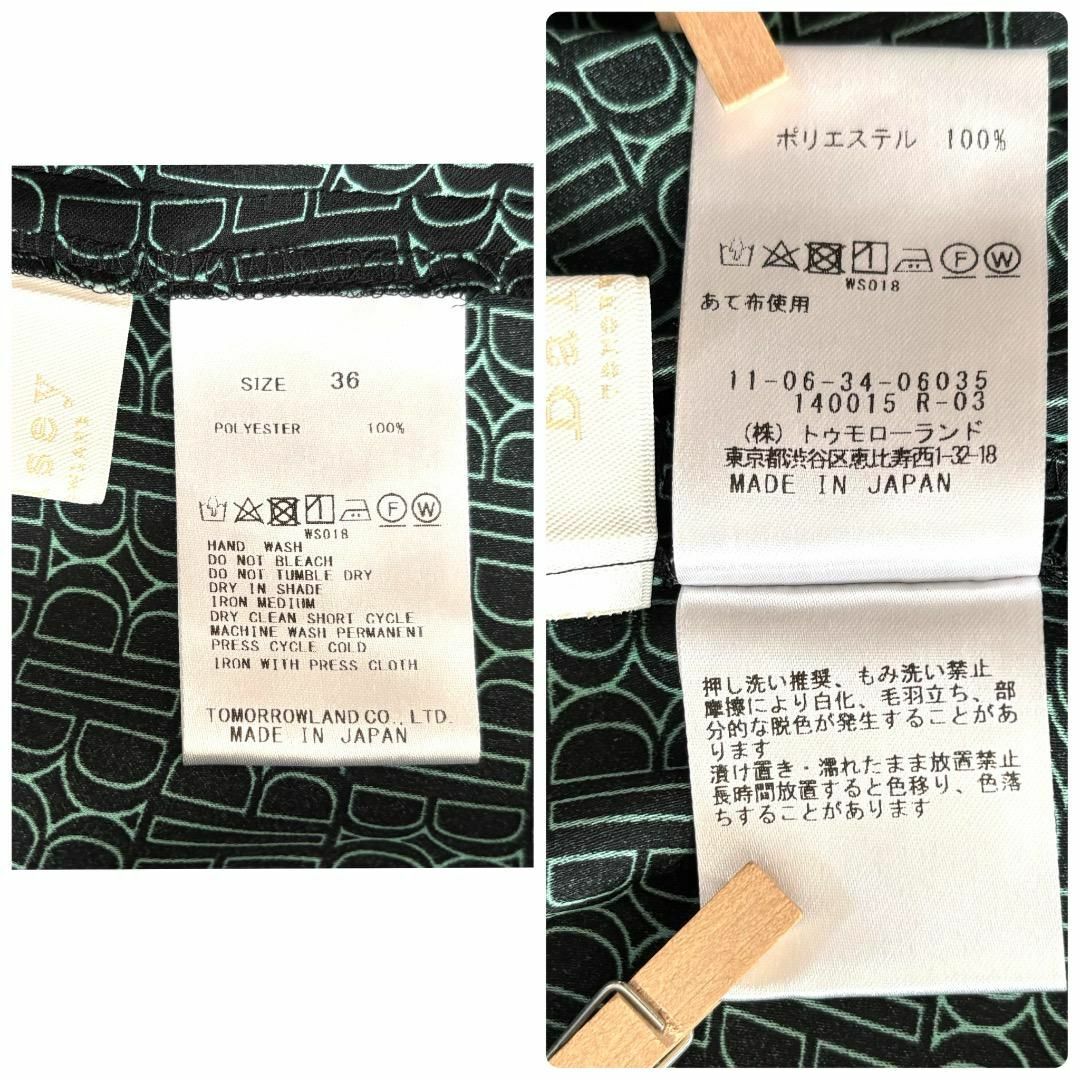 SIZE 36
POLYESTER 100%
WS018
HAND WASH
DO NOT BLEACH
DO NOT TUMBLE DRY
DRY IN SHADE
IRON MEDIUM
DRY CLEAN SHORT CYCLE
MACHINE WASH PERMANENT
PRESS CYCLE COLD
IRON WITH PRESS CLOTH
TOMORROWLAND CO., LTD.
MADE IN JAPAN
sey
ポリエステル 100%
F W
WS018
あて布使用
11-06-34-06035
140015 R-03
(株) トゥモローランド
東京都渋谷区恵比寿西1-32-18
MADE IN JAPAN
押し洗い推奨、もみ洗い禁止
摩擦により白化、毛羽立ち、部
分的な脱色が発生することがあ
ります
漬け置き・濡れたまま放置禁止
長時間放置すると色移り、色落
ちすることがあります